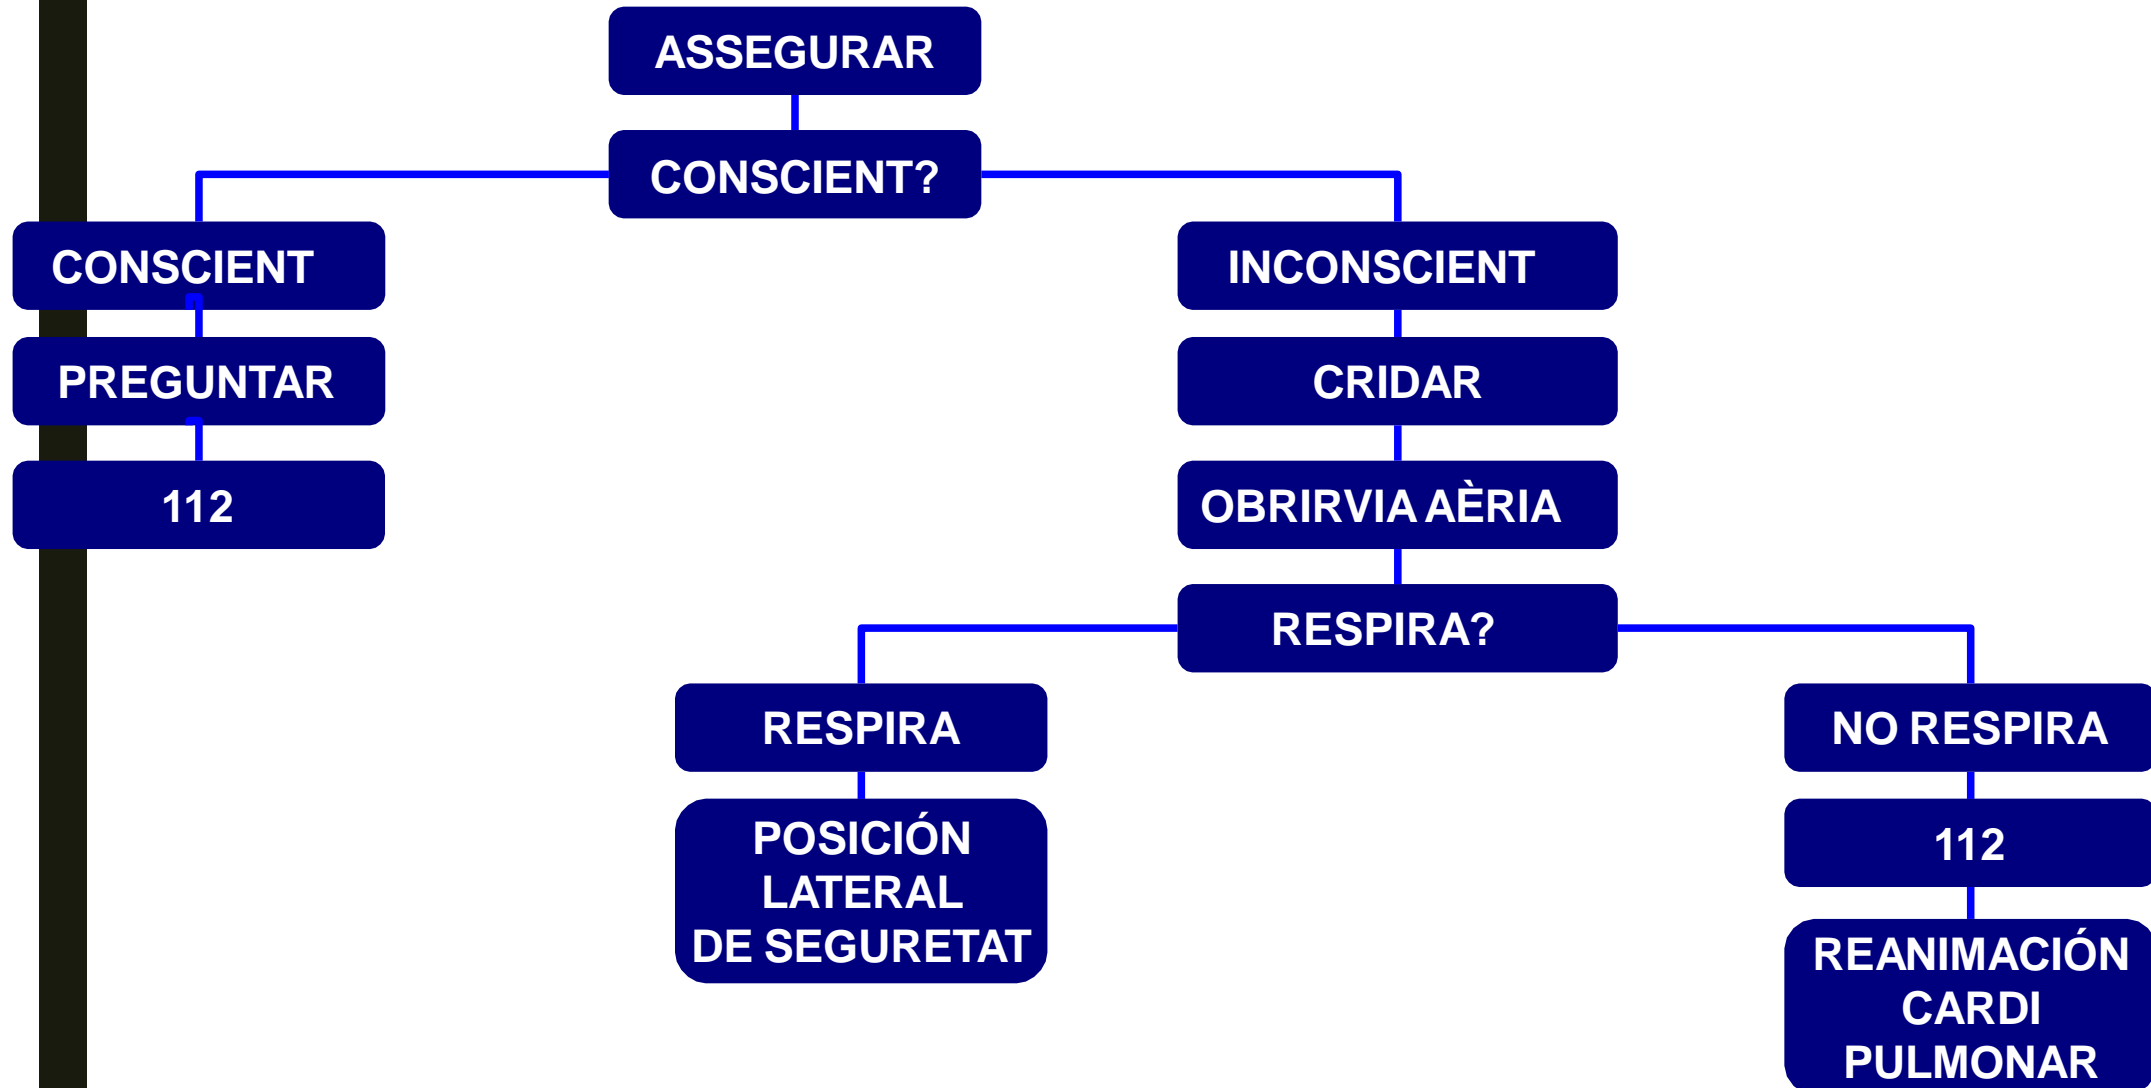 ASSEGURAR
CONSCIENT?
CONSCIENT
INCONSCIENT
PREGUNTAR
CRIDAR
112
OBRIRVIA AÈRIA
RESPIRA?
RESPIRA
NO RESPIRA
POSICIÓN
LATERAL
DE SEGURETAT
112
REANIMACIÓN
CARDI
PULMONAR